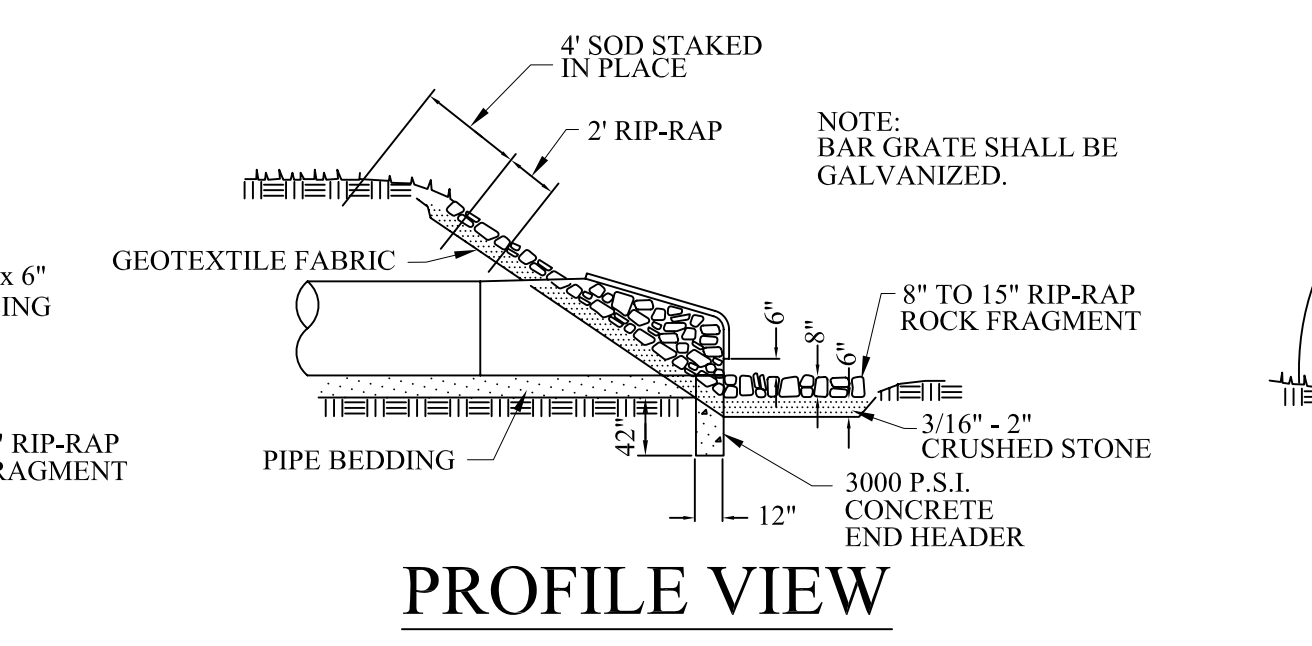 4' SOD STAKED
IN PLACE
2' RIP-RAP
NOTE:
BAR GRATE SHALL BE
GALVANIZED.
GEOTEXTILE FABRIC
x 6"
ING
6"
8"
6"
8" TO 15" RIP-RAP
ROCK FRAGMENT
' RIP-RAP
RAGMENT
PIPE BEDDING
42"
12"
3/16" - 2"
CRUSHED STONE
3000 P.S.I.
CONCRETE
END HEADER
PROFILE VIEW